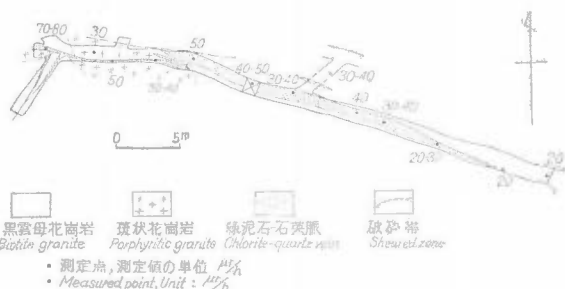 70-80
30
50
50
30-40
40-50
30-40
30-40
40
30-40
20-30
20
20
0 5m
黒雲母花崗岩 斑状花崗岩 緑泥石-石英脈 破砕帯
Biotite granite Porphyritic granite Chlorite-quartz vein Sheared zone
• 測定点,測定値の単位 μr/h
• Measured point, Unit : μr/h